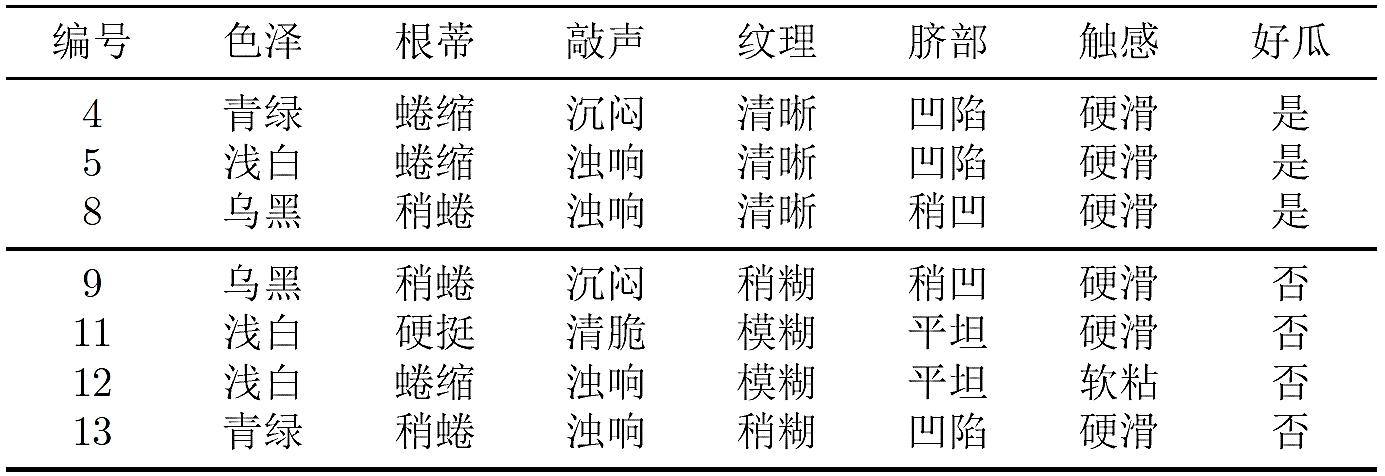 编号 色泽 根蒂 敲声 纹理 脐部 触感 好瓜
4 青绿 蜷缩 沉闷 清晰 凹陷 硬滑 是
5 浅白 蜷缩 浊响 清晰 凹陷 硬滑 是
8 乌黑 稍蜷 浊响 清晰 稍凹 硬滑 是
9 乌黑 稍蜷 沉闷 稍糊 稍凹 硬滑 否
11 浅白 硬挺 清脆 模糊 平坦 硬滑 否
12 浅白 蜷缩 浊响 模糊 平坦 软粘 否
13 青绿 稍蜷 浊响 稍糊 凹陷 硬滑 否